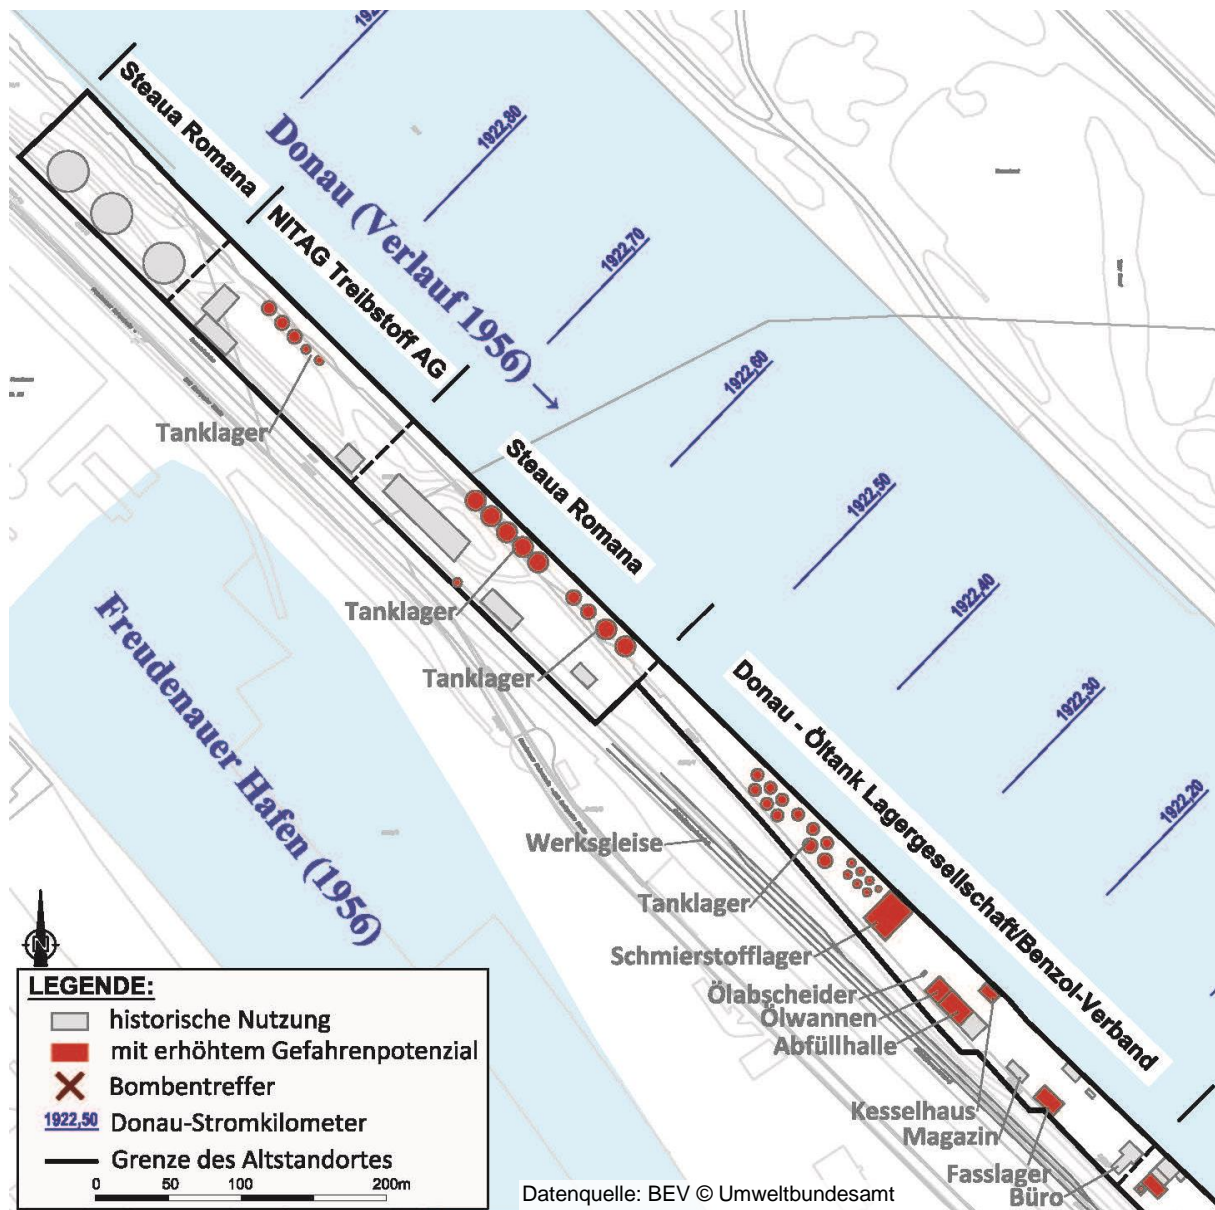 1922,80
1922,70
1922,60
1922,50
1922,40
1922,30
1922,20
Steaua Romana
NITAG Treibstoff AG
Donau (Verlauf 1956)
Steaua Romana
Donau - Öltank Lagergesellschaft/Benzol-Verband
Freudenauer Hafen (1956)
Tanklager
Tanklager
Tanklager
Werksgleise
Tanklager
Schmierstofflager
Ölabscheider
Ölwannen
Abfüllhalle
Kesselhaus
Magazin
Fasslager
Büro
N
LEGENDE:
historische Nutzung
mit erhöhtem Gefahrenpotenzial
Bombentreffer
1922,50 Donau-Stromkilometer
Grenze des Altstandortes
0 50 100 200m
Datenquelle: BEV © Umweltbundesamt